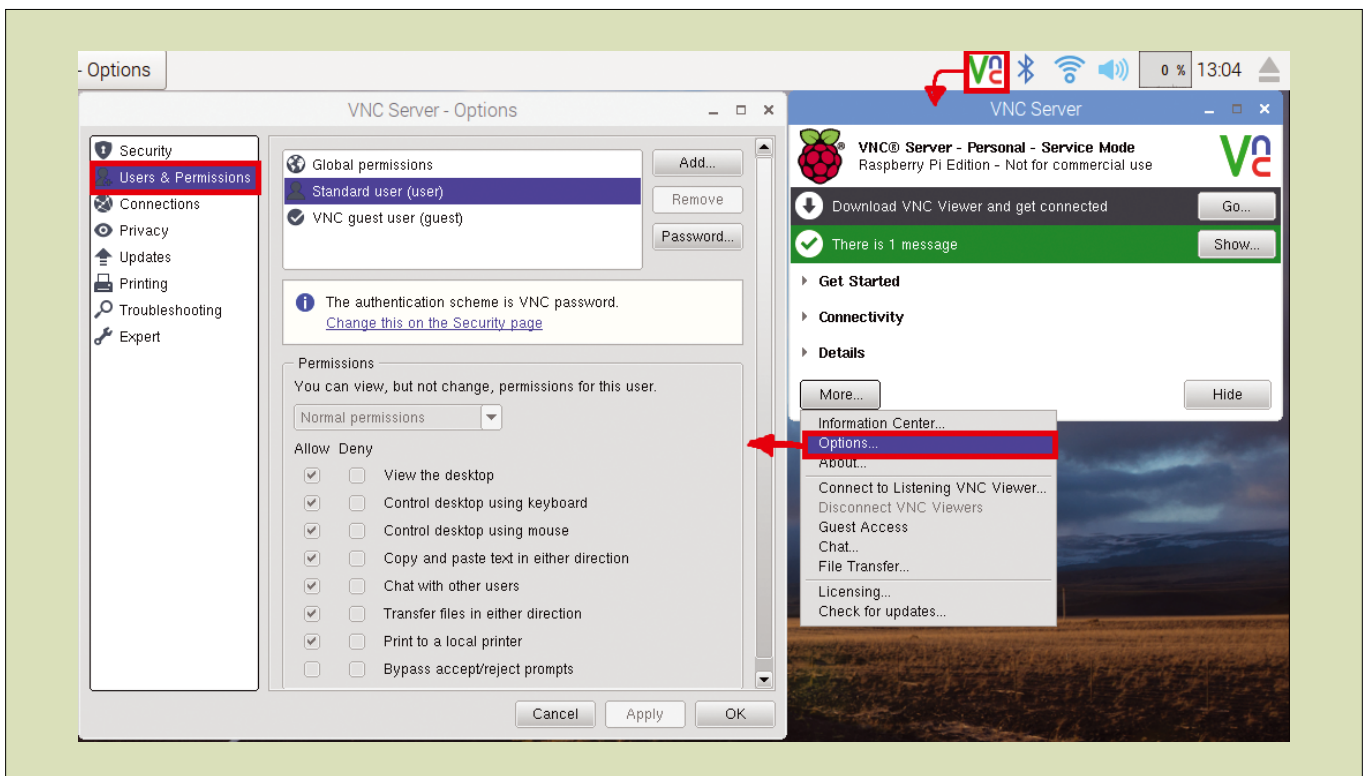 - Options
VNC
0 % 13:04
VNC Server - Options
Security
Users & Permissions
Connections
Privacy
Updates
Printing
Troubleshooting
Expert
Global permissions
Standard user (user)
VNC guest user (guest)
Add...
Remove
Password...
The authentication scheme is VNC password.
Change this on the Security page
Permissions
You can view, but not change, permissions for this user.
Normal permissions
Allow Deny
View the desktop
Control desktop using keyboard
Control desktop using mouse
Copy and paste text in either direction
Chat with other users
Transfer files in either direction
Print to a local printer
Bypass accept/reject prompts
Cancel Apply OK
VNC Server
VNC® Server - Personal - Service Mode
Raspberry Pi Edition - Not for commercial use
VNC
Download VNC Viewer and get connected Go...
There is 1 message Show...
Get Started
Connectivity
Details
More... Hide
Information Center...
Options...
About...
Connect to Listening VNC Viewer...
Disconnect VNC Viewers
Guest Access
Chat...
File Transfer...
Licensing...
Check for updates...